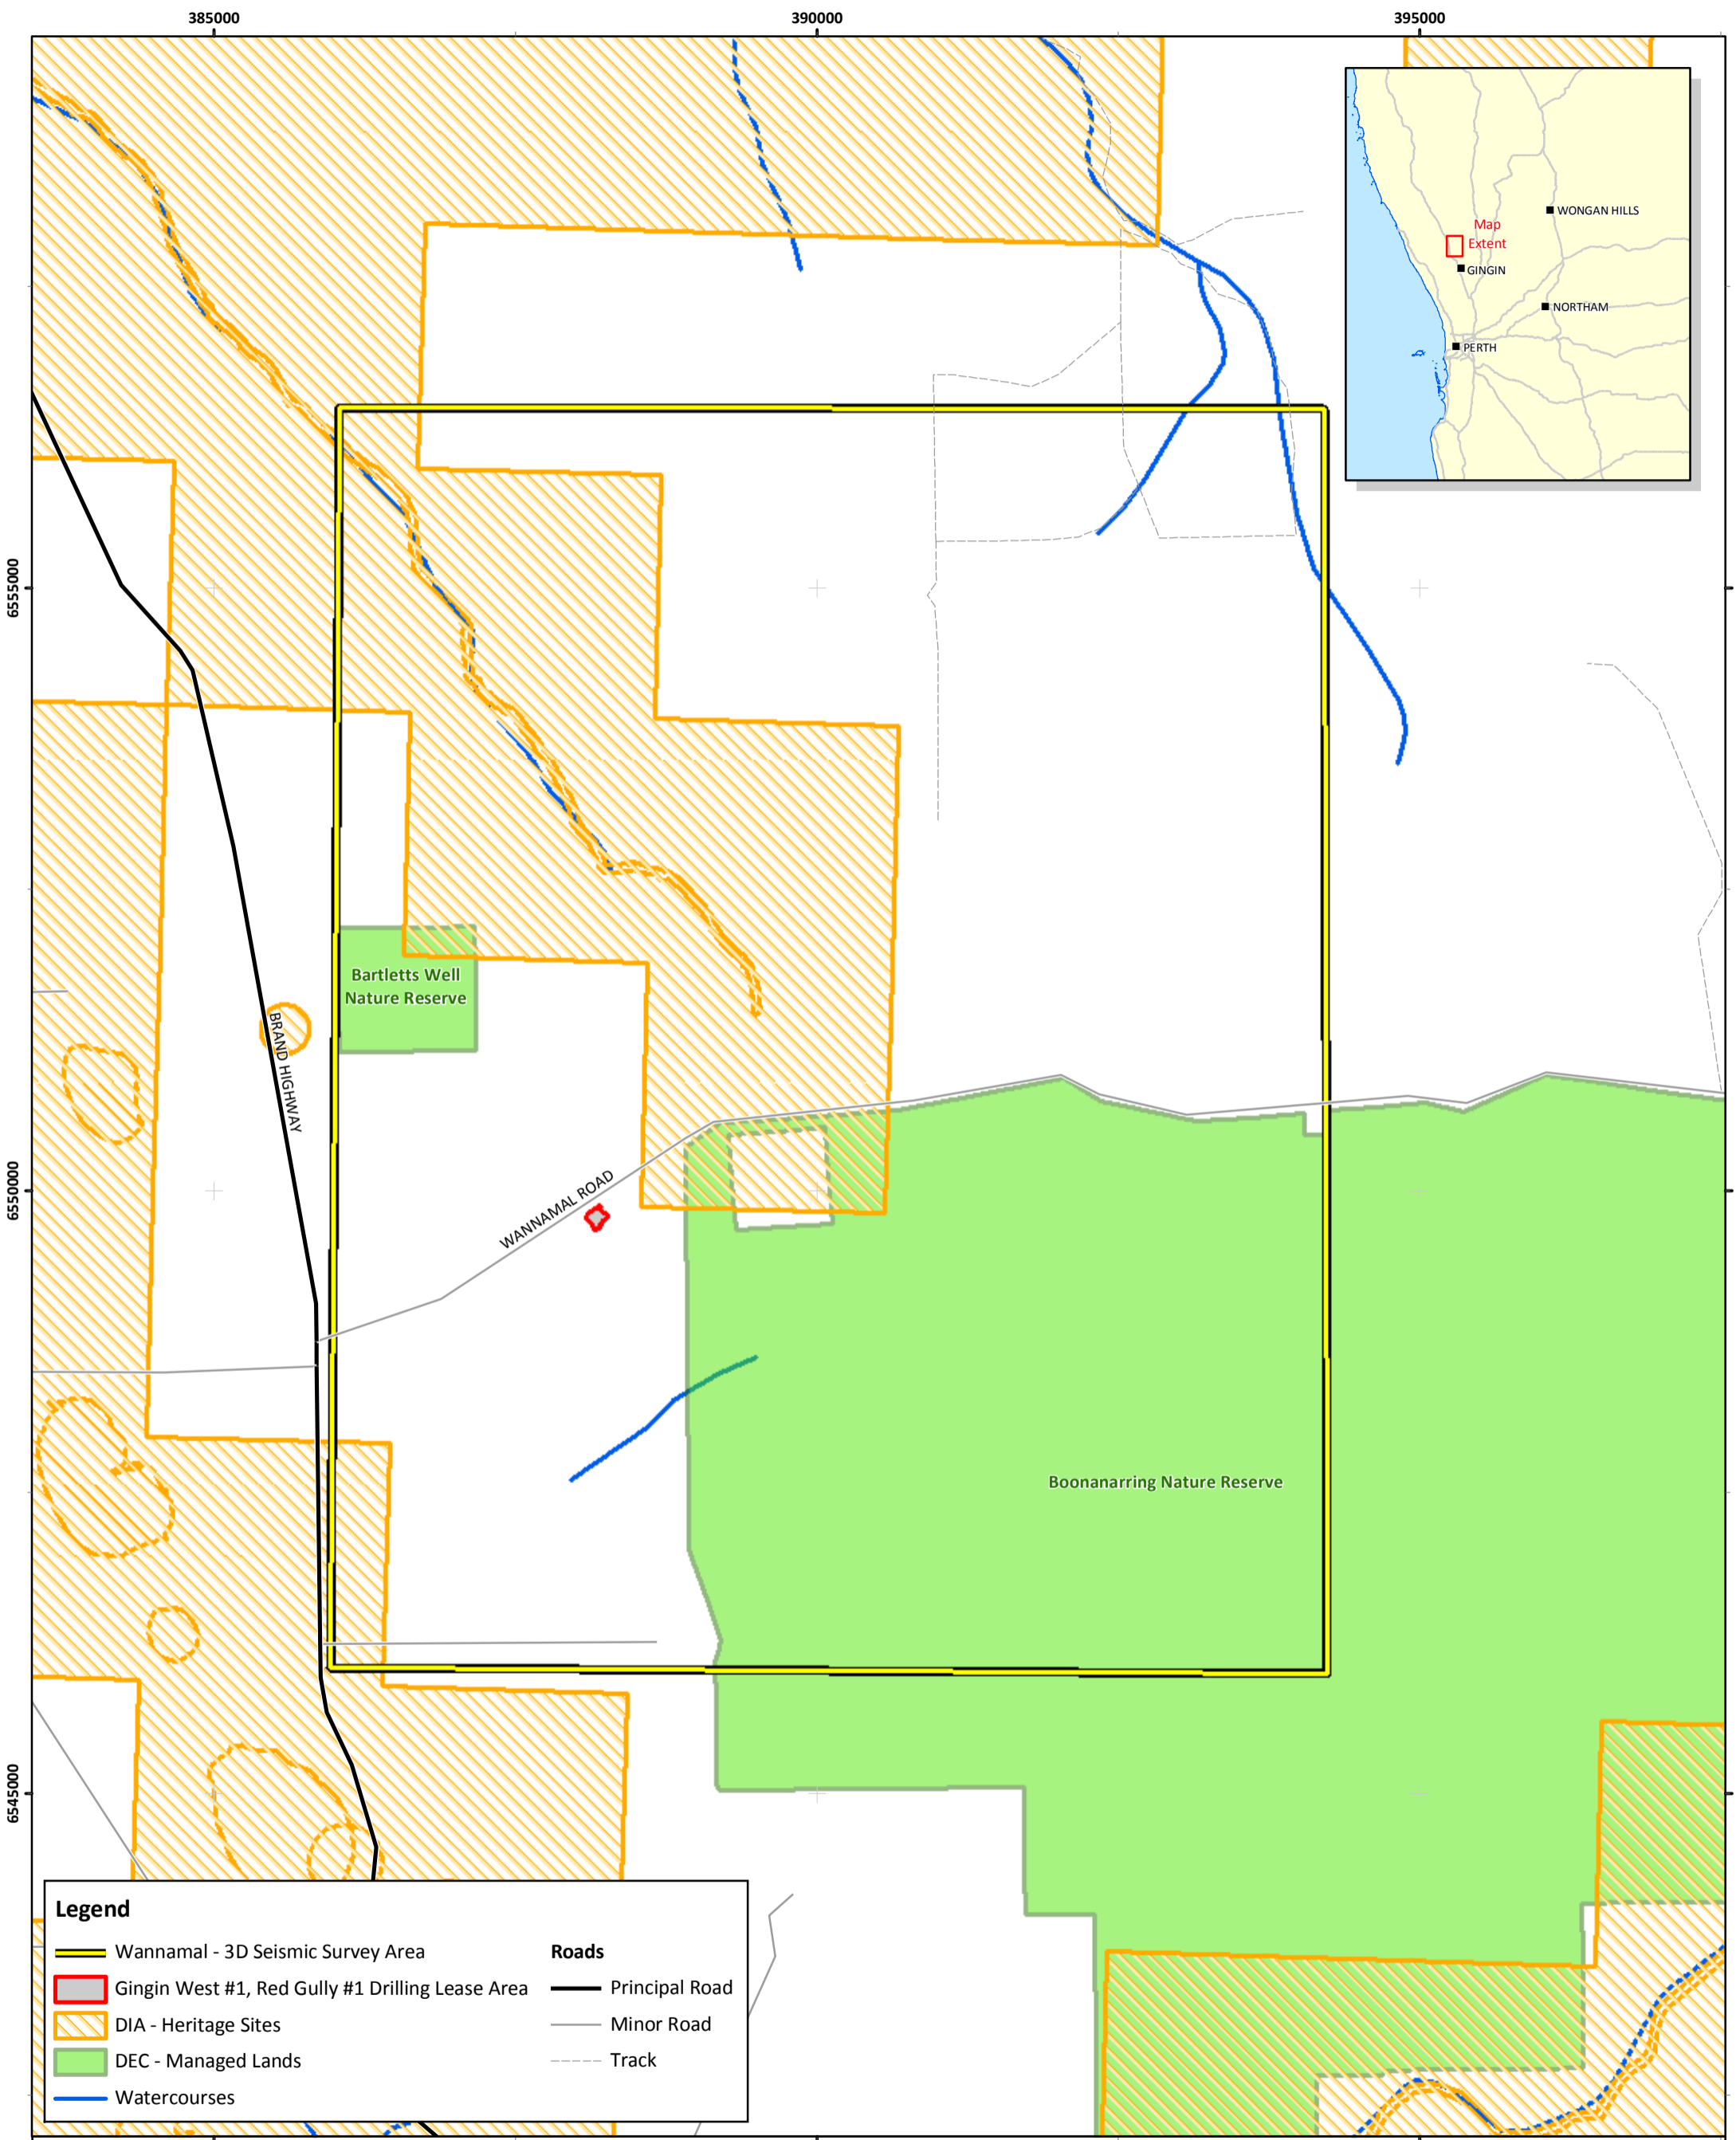 385000
390000
395000
WONGAN HILLS
Map
Extent
GINGIN
NORTHAM
PERTH
6555000
Bartletts Well
Nature Reserve
BRAND HIGHWAY
6550000
WANNAMAL ROAD
Boonanarring Nature Reserve
6545000
Legend
Wannamal - 3D Seismic Survey Area
Gingin West #1, Red Gully #1 Drilling Lease Area
DIA - Heritage Sites
DEC - Managed Lands
Watercourses
Roads
Principal Road
Minor Road
Track